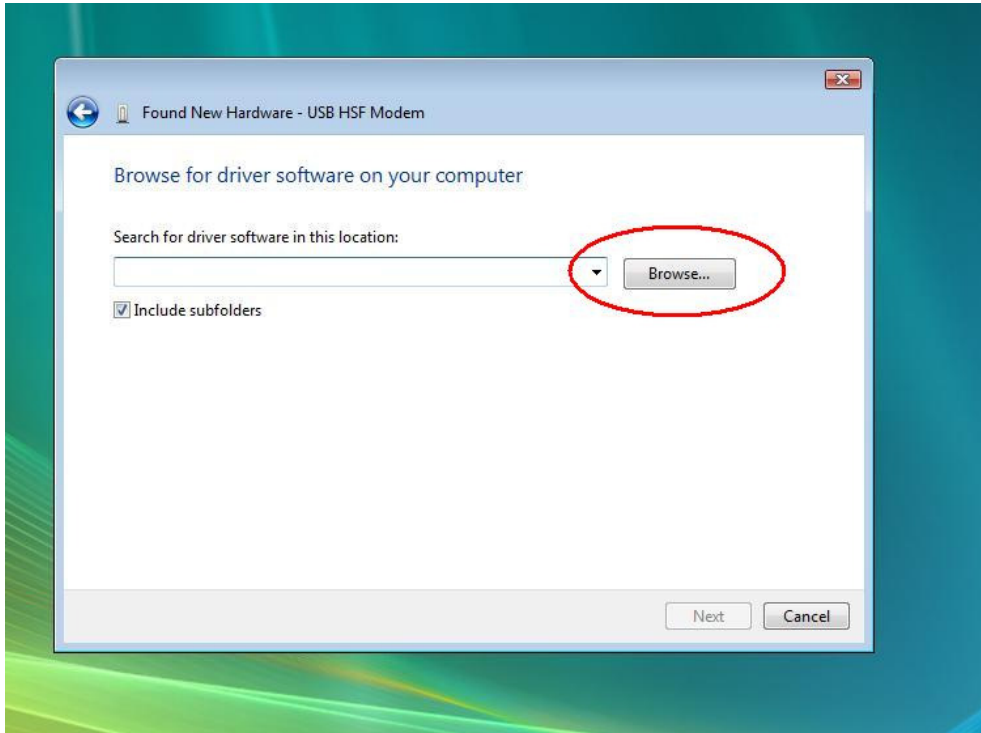 Found New Hardware - USB HSF Modem
Browse for driver software on your computer
Search for driver software in this location:
Browse...
Include subfolders
Next
Cancel